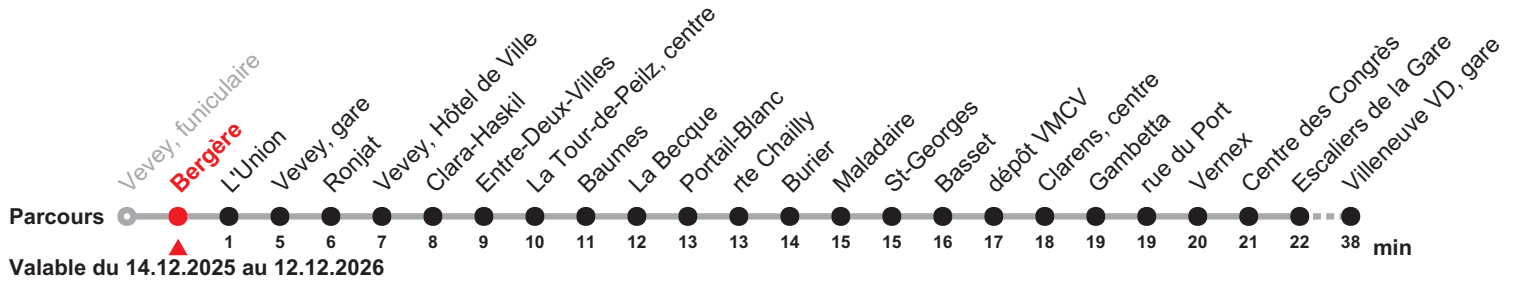 Vevey, funiculaire
Bergère
L'Union
Vevey, gare
Ronjat
Vevey, Hôtel de Ville
Clara-Haskil
Entre-Deux-Villes
La Tour-de-Peilz, centre
Baumes
La Becque
Portail-Blanc
rte Chailly
Burier
Maladaire
St-Georges
Basset
dépôt VMCV
Clarens, centre
Gambetta
rue du Port
Vernex
Centre des Congrès
Escaliers de la Gare
Villeneuve VD, gare
Parcours
1 5 6 7 8 9 10 11 12 13 13 14 15 15 16 17 18 19 19 20 21 22 38 min
Valable du 14.12.2025 au 12.12.2026